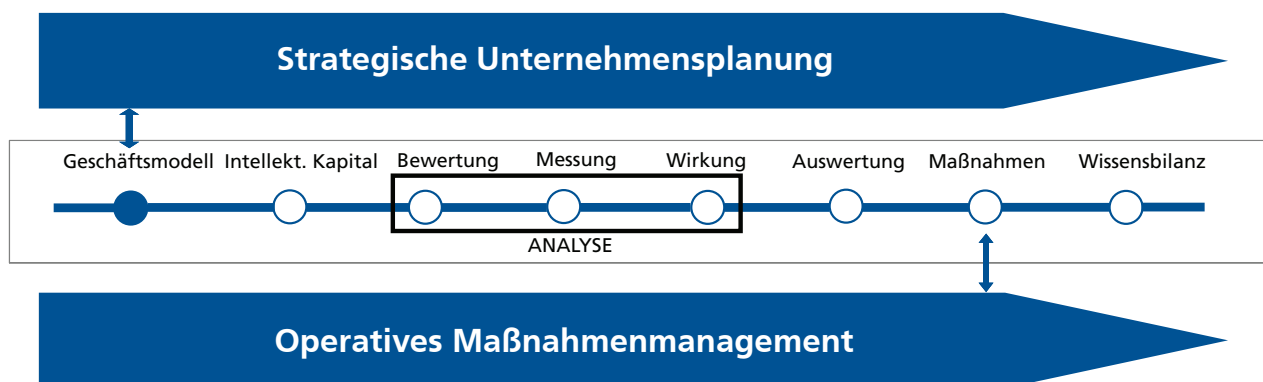 Strategische Unternehmensplanung
Geschäftsmodell Intellekt. Kapital Bewertung Messung Wirkung Auswertung Maßnahmen Wissensbilanz
ANALYSE
Operatives Maßnahmenmanagement